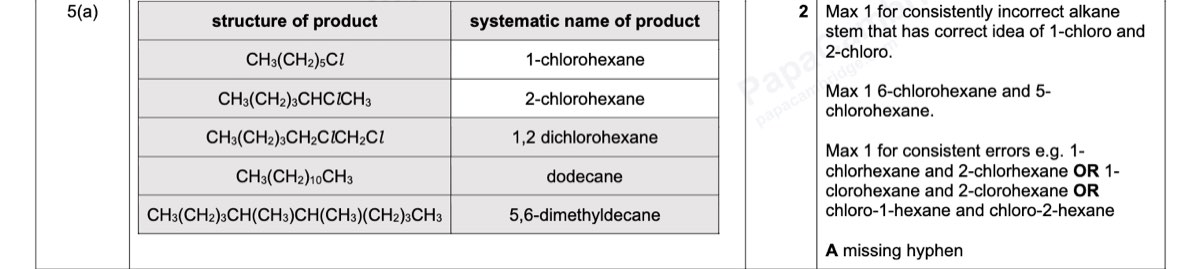 5(a)
structure of product systematic name of product
CH₃(CH₂)₅Cl 1-chlorohexane
CH₃(CH₂)₃CHClCH₃ 2-chlorohexane
CH₃(CH₂)₃CH₂ClCH₂Cl 1,2 dichlorohexane
CH₃(CH₂)₁₀CH₃ dodecane
CH₃(CH₂)₃CH(CH₃)CH(CH₃)(CH₂)₃CH₃ 5,6-dimethyldecane
2
Max 1 for consistently incorrect alkane
stem that has correct idea of 1-chloro and
2-chloro.
Max 1 6-chlorohexane and 5-
chlorohexane.
Max 1 for consistent errors e.g. 1-
chlorhexane and 2-chlorhexane OR 1-
clorohexane and 2-clorohexane OR
chloro-1-hexane and chloro-2-hexane
A missing hyphen